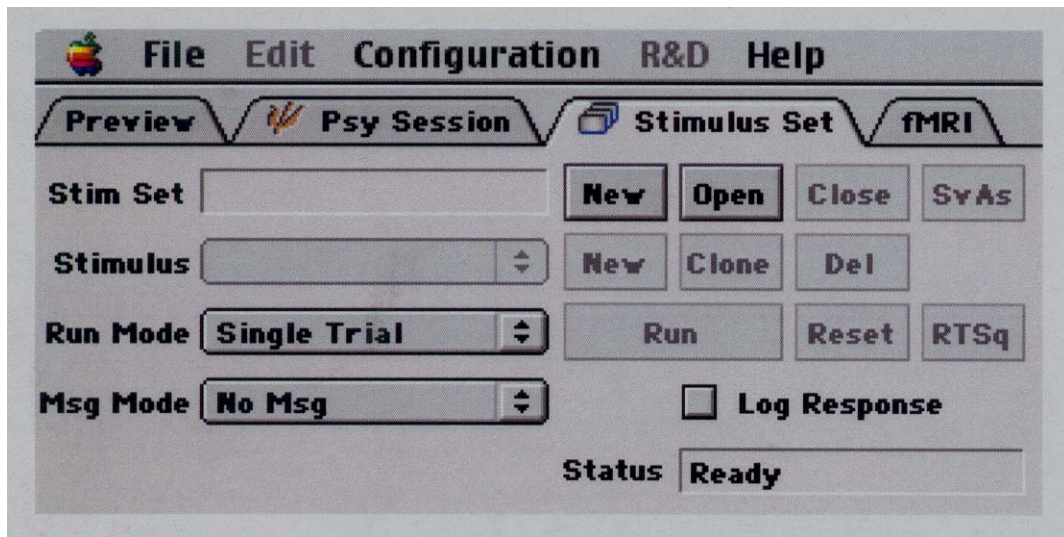 File Edit Configuration R&D Help
Preview Psy Session Stimulus Set fMRI
Stim Set New Open Close SvAs
Stimulus New Clone Del
Run Mode Single Trial Run Reset RTSq
Msg Mode No Msg Log Response
Status Ready